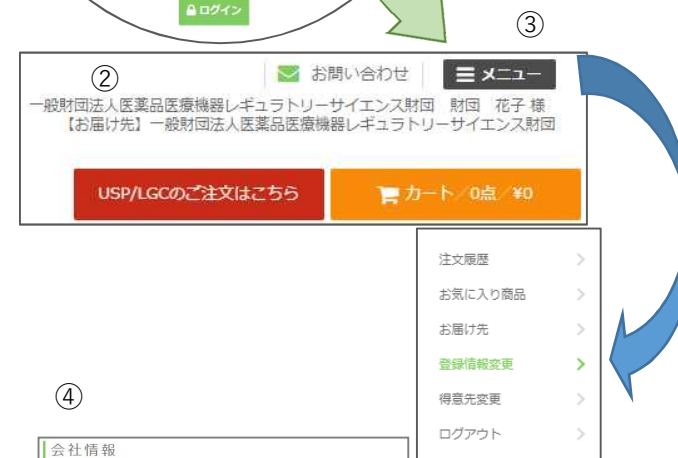 ログイン
③
②
お問い合わせ
メニュー
一般財団法人医薬品医療機器レギュラトリーサイエンス財団 財団 花子 様
【お届け先】一般財団法人医薬品医療機器レギュラトリーサイエンス財団
USP/LGCのご注文はこちら
カート/0点/¥0
注文履歴
お気に入り商品
お届け先
登録情報変更
得意先変更
ログアウト
④
会社情報